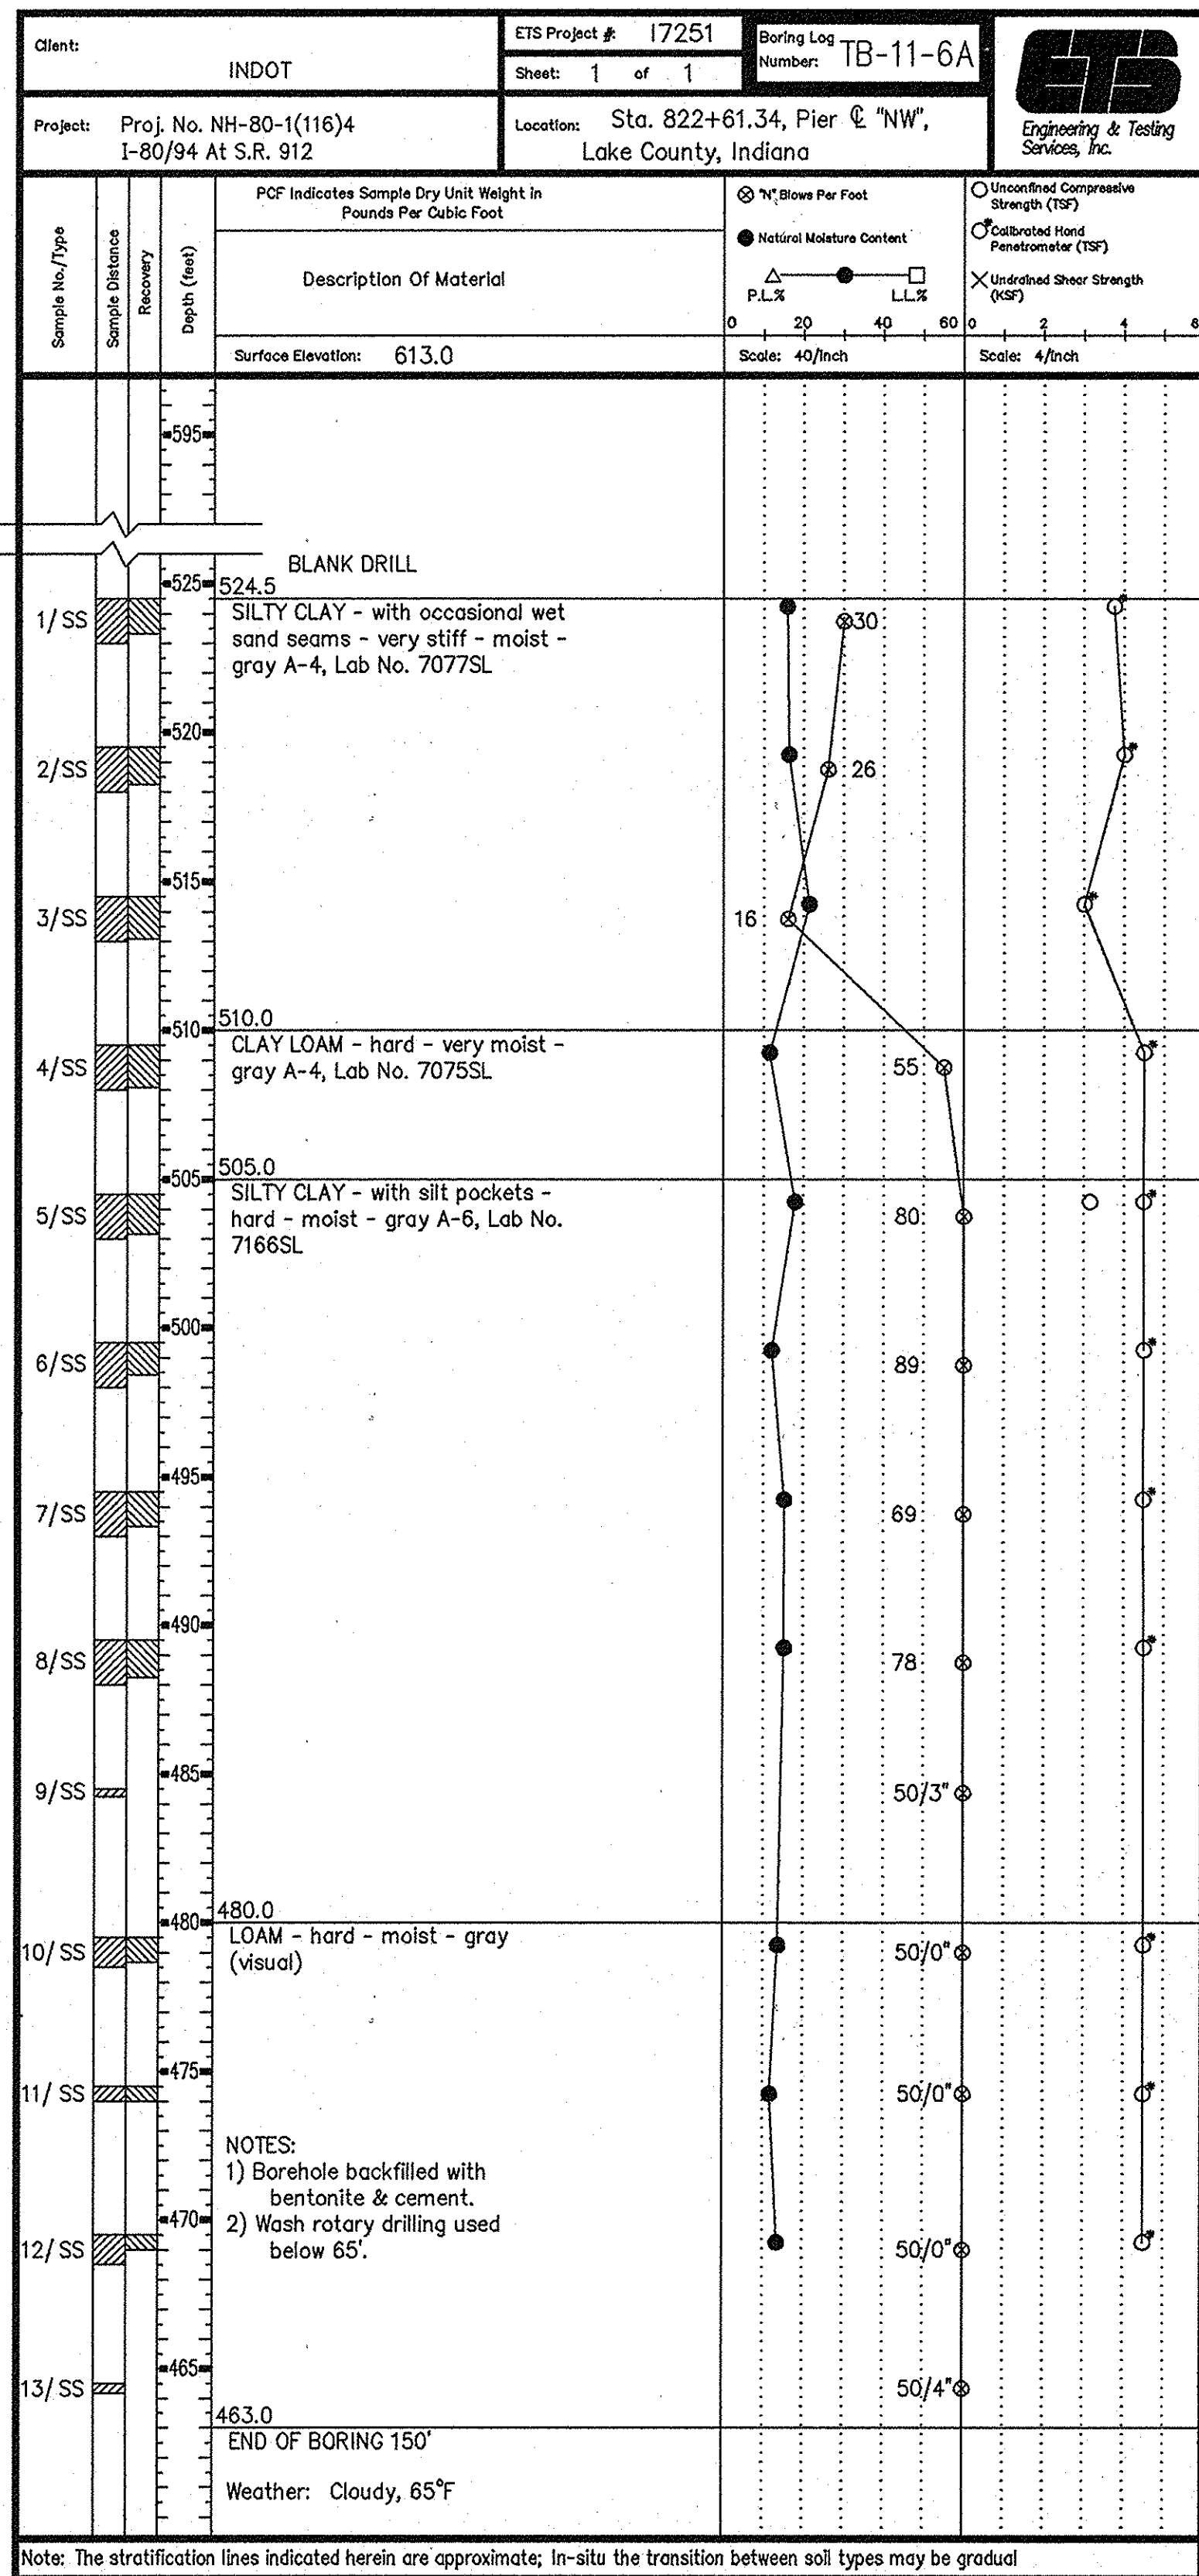 Client:
INDOT
ETS Project #: 17251
Sheet: 1 of 1
Boring Log
Number: TB-11-6A
ETS
Engineering & Testing
Services, Inc.
Project: Proj. No. NH-80-1(116)4
I-80/94 At S.R. 912
Location: Sta. 822+61.34, Pier ℄ "NW",
Lake County, Indiana
Sample No./Type
Sample Distance
Recovery
Depth (feet)
PCF Indicates Sample Dry Unit Weight in
Pounds Per Cubic Foot
Description Of Material
Surface Elevation: 613.0
⊗ "N" Blows Per Foot
● Natural Moisture Content
P.L.% L.L.%
0 20 40 60
Scale: 40/Inch
○ Unconfined Compressive
Strength (TSF)
○* Calibrated Hand
Penetrometer (TSF)
× Undrained Shear Strength
(KSF)
0 2 4 6
Scale: 4/Inch
595
BLANK DRILL
525
524.5
1/SS
SILTY CLAY - with occasional wet
sand seams - very stiff - moist -
gray A-4, Lab No. 7077SL
30
520
2/SS
26
515
3/SS
16
510
510.0
CLAY LOAM - hard - very moist -
gray A-4, Lab No. 7075SL
4/SS
55
505
505.0
SILTY CLAY - with silt pockets -
hard - moist - gray A-6, Lab No.
7166SL
5/SS
80
500
6/SS
89
495
7/SS
69
490
8/SS
78
485
9/SS
50/3"
480
480.0
LOAM - hard - moist - gray
(visual)
10/SS
50/0"
475
11/SS
50/0"
NOTES:
1) Borehole backfilled with
bentonite & cement.
2) Wash rotary drilling used
below 65'.
470
12/SS
50/0"
465
13/SS
50/4"
463.0
END OF BORING 150'
Weather: Cloudy, 65°F
Note: The stratification lines indicated herein are approximate; in-situ the transition between soil types may be gradual